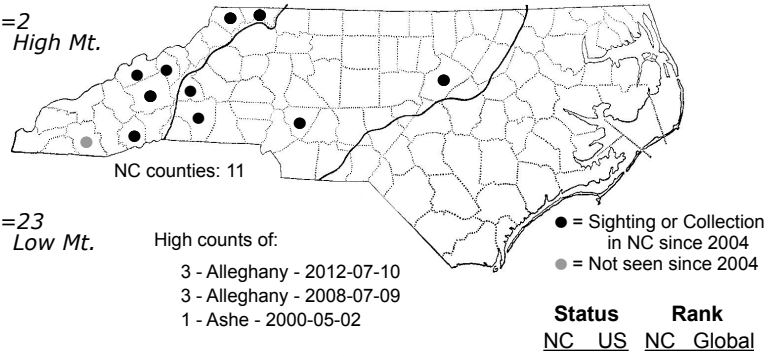 =2
High Mt.
NC counties: 11
=23
Low Mt.
High counts of:
3 - Alleghany - 2012-07-10
3 - Alleghany - 2008-07-09
1 - Ashe - 2000-05-02
= Sighting or Collection
in NC since 2004
= Not seen since 2004
Status Rank
NC US NC Global